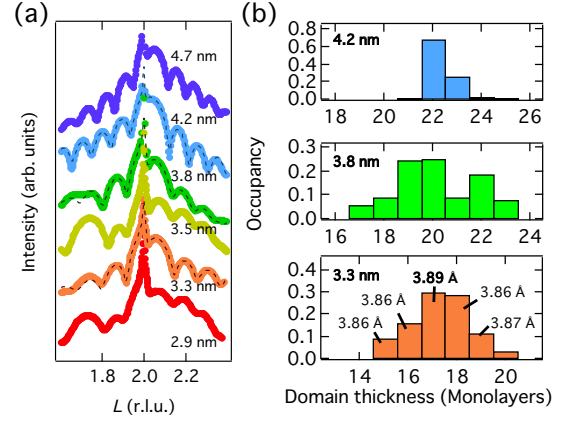 (a)
Intensity (arb. units)
4.7 nm
4.2 nm
3.8 nm
3.5 nm
3.3 nm
2.9 nm
1.8 2.0 2.2
L (r.l.u.)
(b)
Occupancy
4.2 nm
0.8
0.6
0.4
0.2
0.0
18 20 22 24 26
3.8 nm
0.3
0.2
0.1
0.0
16 18 20 22 24
3.3 nm
0.4
0.3
0.2
0.1
0.0
3.86 Å
3.86 Å
3.89 Å
3.86 Å
3.87 Å
14 16 18 20
Domain thickness (Monolayers)